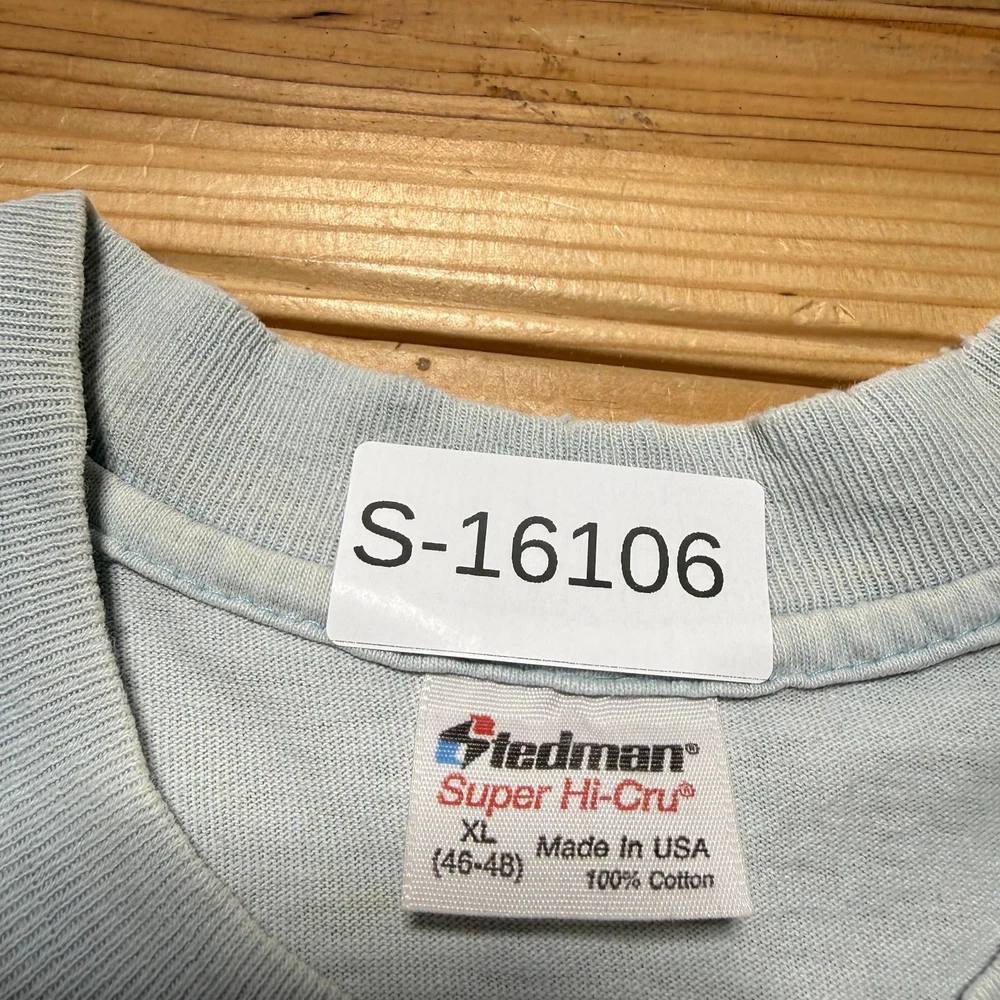 S-16106
Stedman®
Super Hi-Cru®
XL
(46-48)
Made In USA
100% Cotton